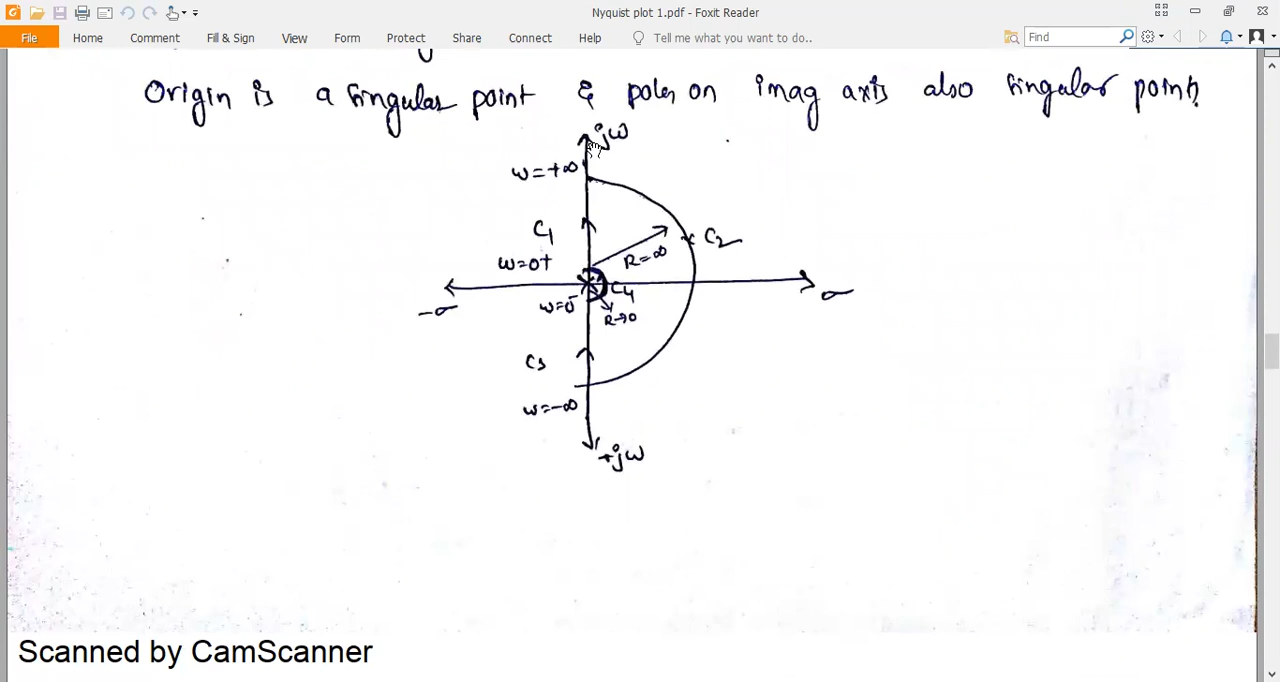 Nyquist plot 1.pdf - Foxit Reader
File Home Comment Fill & Sign View Form Protect Share Connect Help Tell me what you want to do.. Find
Origin is a singular point & poles on imag axis also singular points
jω
ω=+∞
C1
C2
R=∞
ω=0+
C4
σ
-σ
ω=0-
R→0
C3
ω=-∞
+jω
Scanned by CamScanner